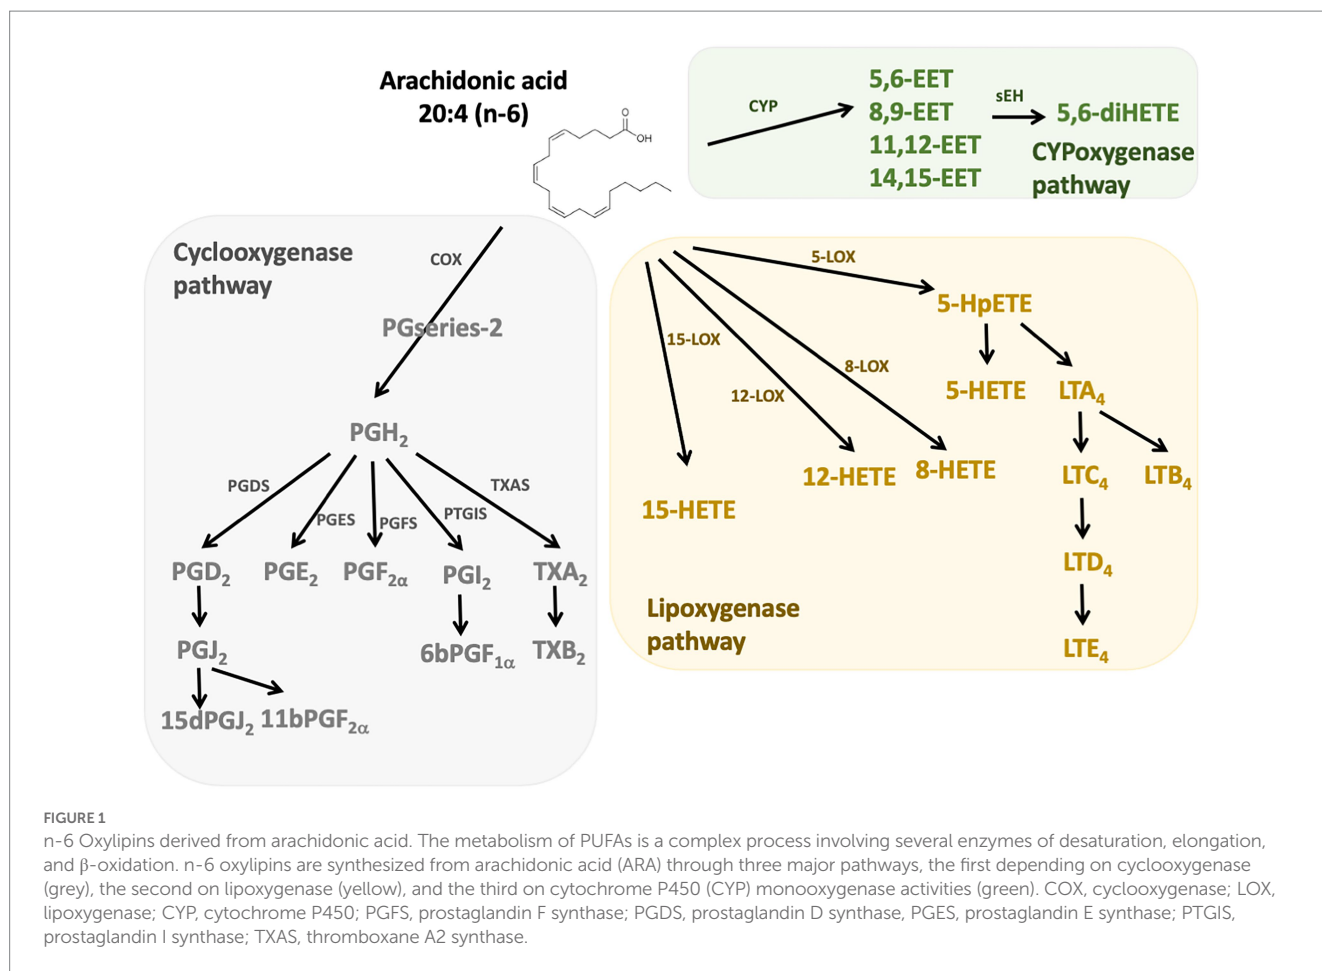 Arachidonic acid
20:4 (n-6)
O
OH
CYP
5,6-EET
8,9-EET
11,12-EET
14,15-EET
sEH
5,6-diHETE
CYPoxygenase
pathway
Cyclooxygenase
pathway
COX
PGseries-2
PGH2
PGDS
PGES
PGFS
PTGIS
TXAS
PGD2
PGE2
PGF2α
PGI2
TXA2
PGJ2
6bPGF1α
TXB2
15dPGJ2
11bPGF2α
5-LOX
15-LOX
12-LOX
8-LOX
5-HpETE
5-HETE
LTA4
15-HETE
12-HETE
8-HETE
LTC4
LTB4
LTD4
LTE4
Lipoxygenase
pathway
FIGURE 1
n-6 Oxylipins derived from arachidonic acid. The metabolism of PUFAs is a complex process involving several enzymes of desaturation, elongation,
and β-oxidation. n-6 oxylipins are synthesized from arachidonic acid (ARA) through three major pathways, the first depending on cyclooxygenase
(grey), the second on lipoxygenase (yellow), and the third on cytochrome P450 (CYP) monooxygenase activities (green). COX, cyclooxygenase; LOX,
lipoxygenase; CYP, cytochrome P450; PGFS, prostaglandin F synthase; PGDS, prostaglandin D synthase, PGES, prostaglandin E synthase; PTGIS,
prostaglandin I synthase; TXAS, thromboxane A2 synthase.